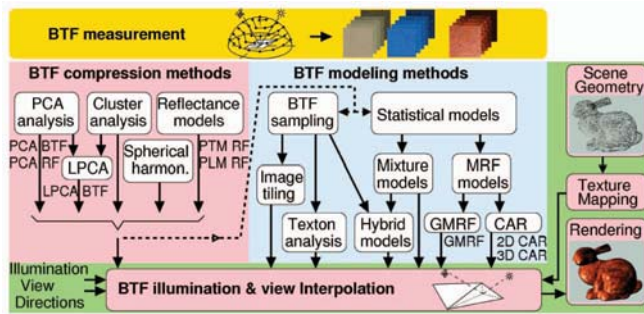 BTF measurement
BTF compression methods
PCA
analysis
Cluster
analysis
Reflectance
models
PCA BTF
PCA RF
LPCA
LPCA BTF
Spherical
harmon.
PTM RF
PLM RF
BTF modeling methods
BTF
sampling
Statistical models
Image
tiling
Mixture
models
MRF
models
Texton
analysis
Hybrid
models
GMRF
GMRF
CAR
2D CAR
3D CAR
Scene
Geometry
Texture
Mapping
Rendering
Illumination
View
Directions
BTF illumination & view Interpolation